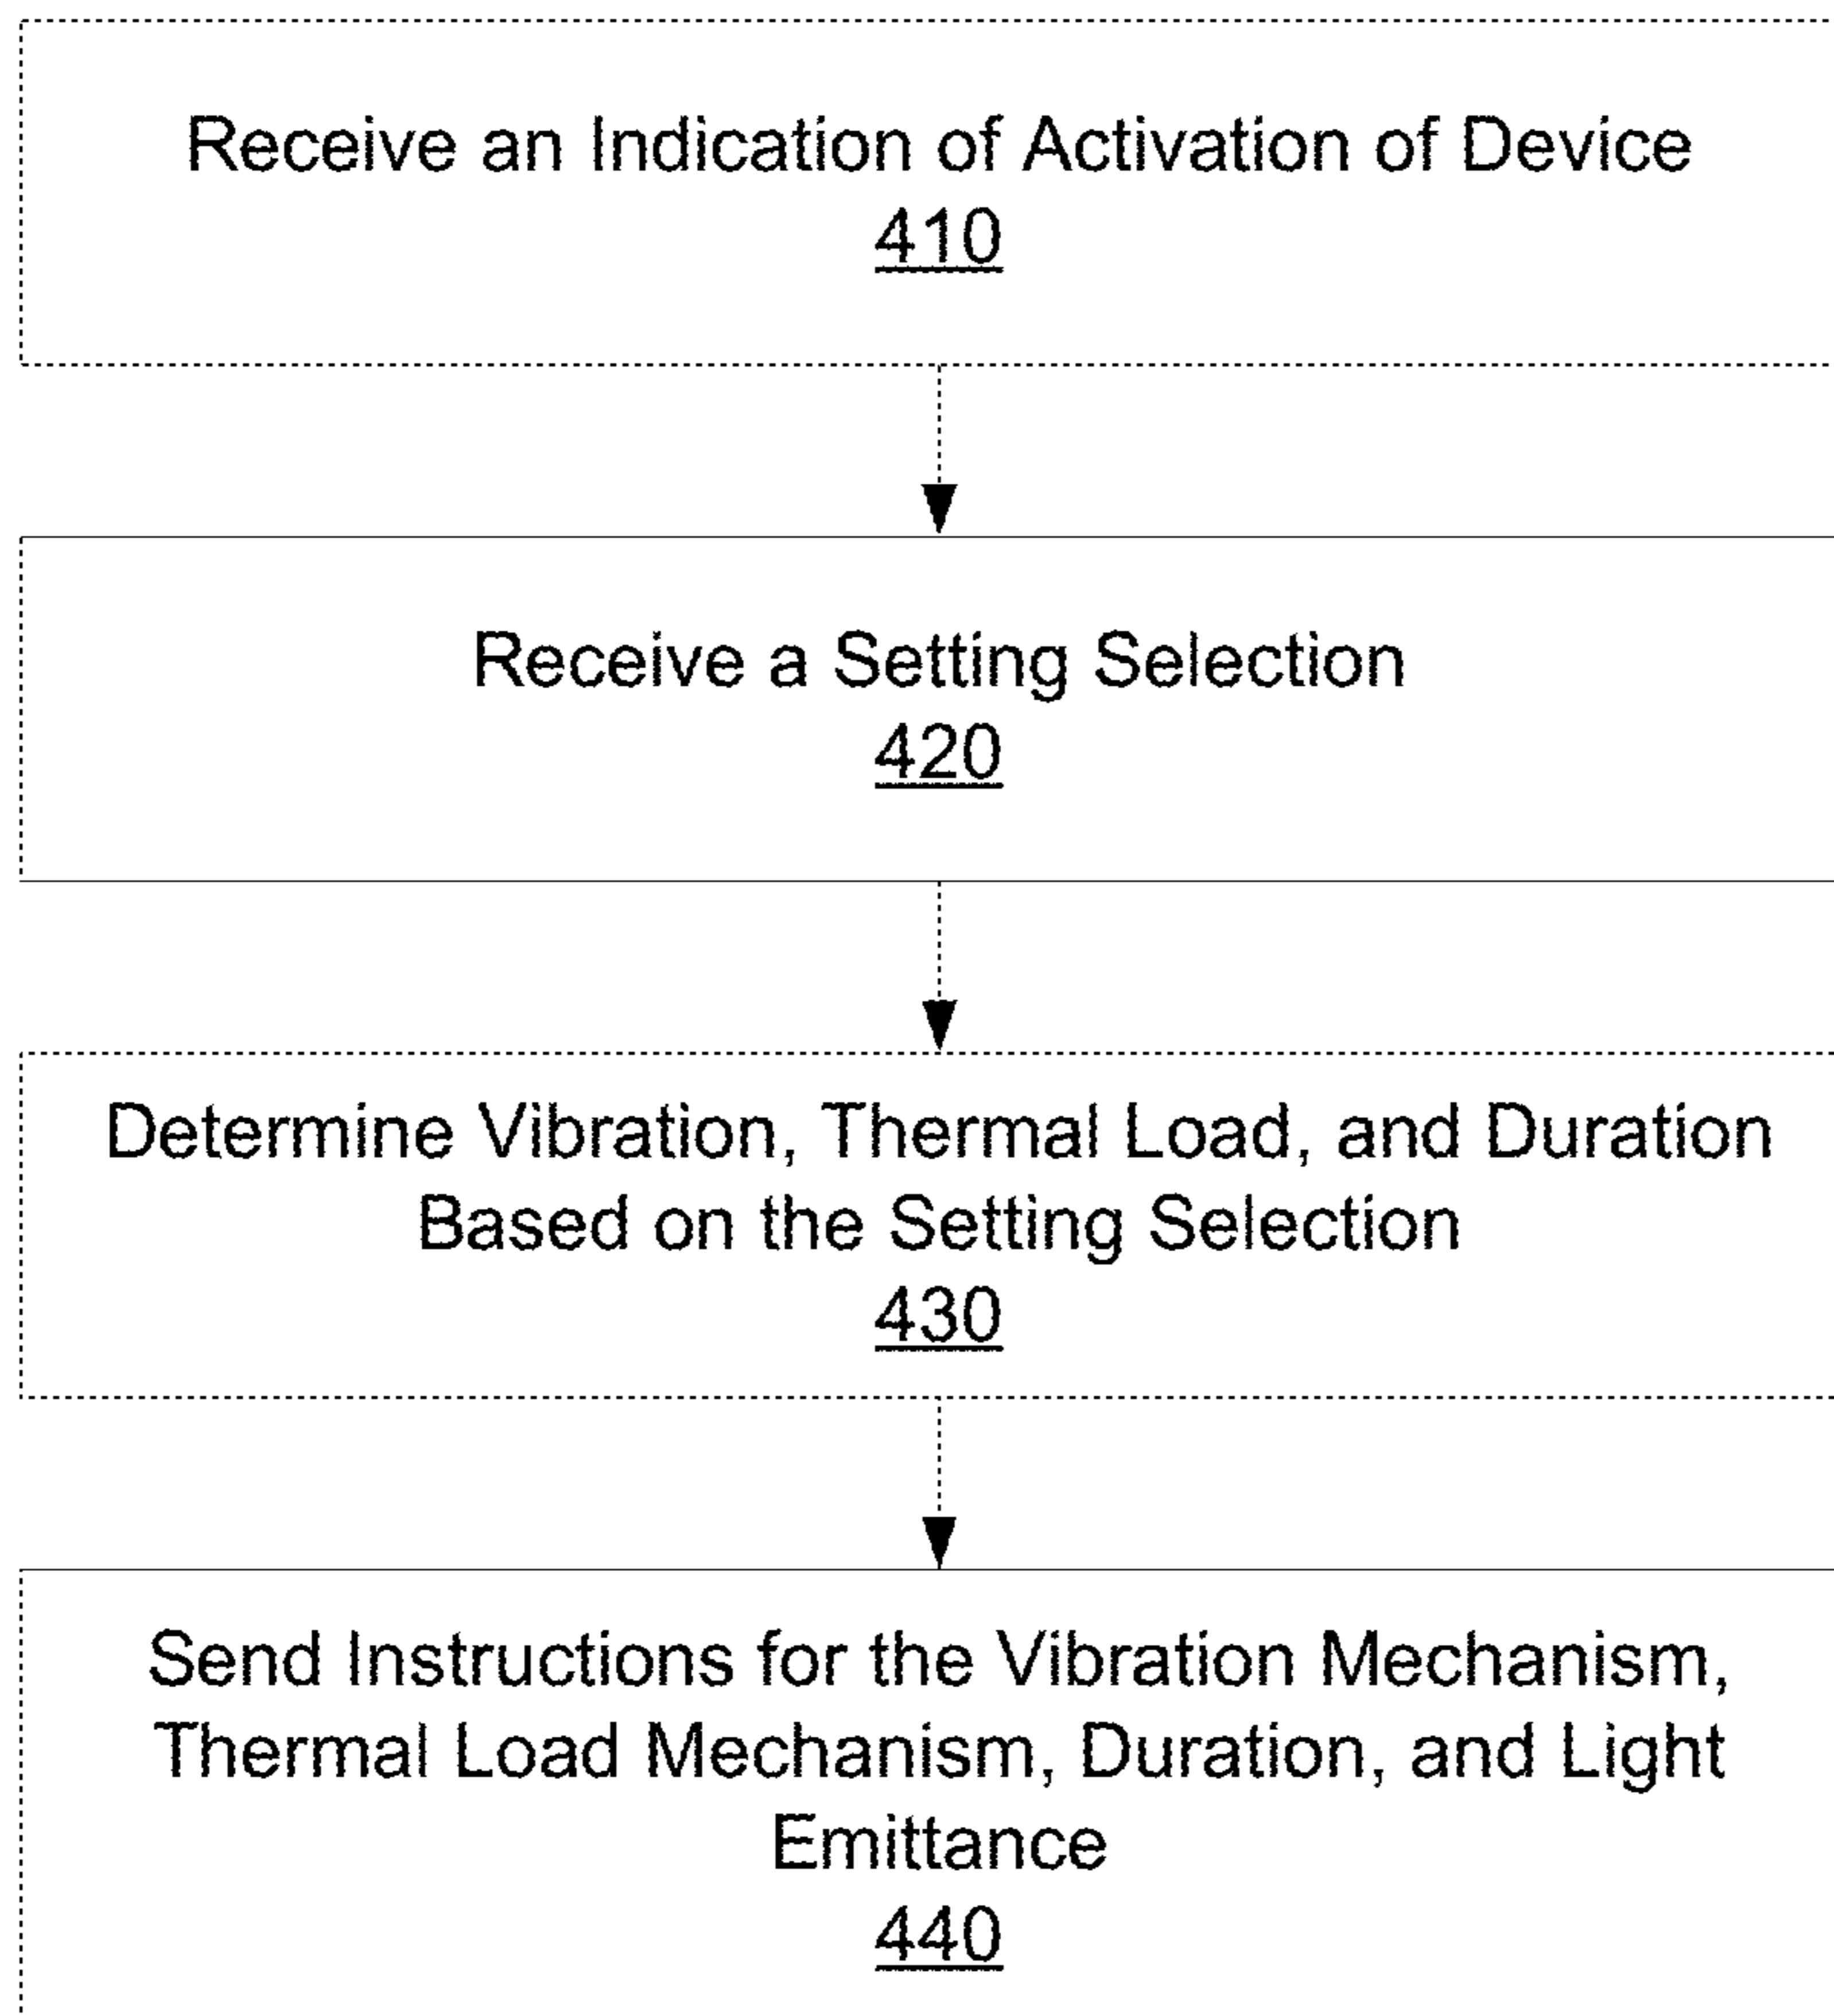 Receive an Indication of Activation of Device
410
Receive a Setting Selection
420
Determine Vibration, Thermal Load, and Duration
Based on the Setting Selection
430
Send Instructions for the Vibration Mechanism,
Thermal Load Mechanism, Duration, and Light
Emittance
440